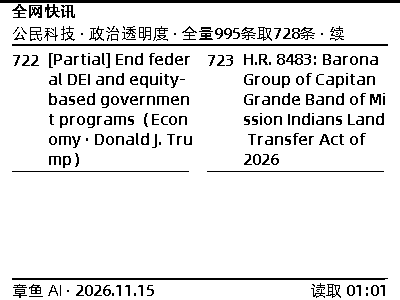 全网快讯
公民科技 · 政治透明度 · 全量995条取728条 · 续
722
[Partial] End feder
al DEI and equity-
based governmen
t programs（Econ
omy · Donald J. Tru
mp）
723
H.R. 8483: Barona
Group of Capitan
Grande Band of Mi
ssion Indians Land
Transfer Act of
2026
章鱼 AI · 2026.11.15
读取 01:01